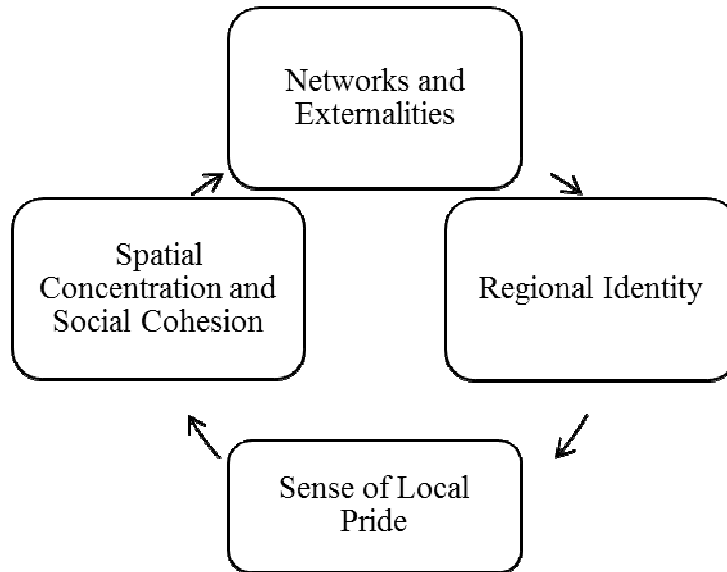 Networks and
Externalities
Spatial
Concentration and
Social Cohesion
Regional Identity
Sense of Local
Pride